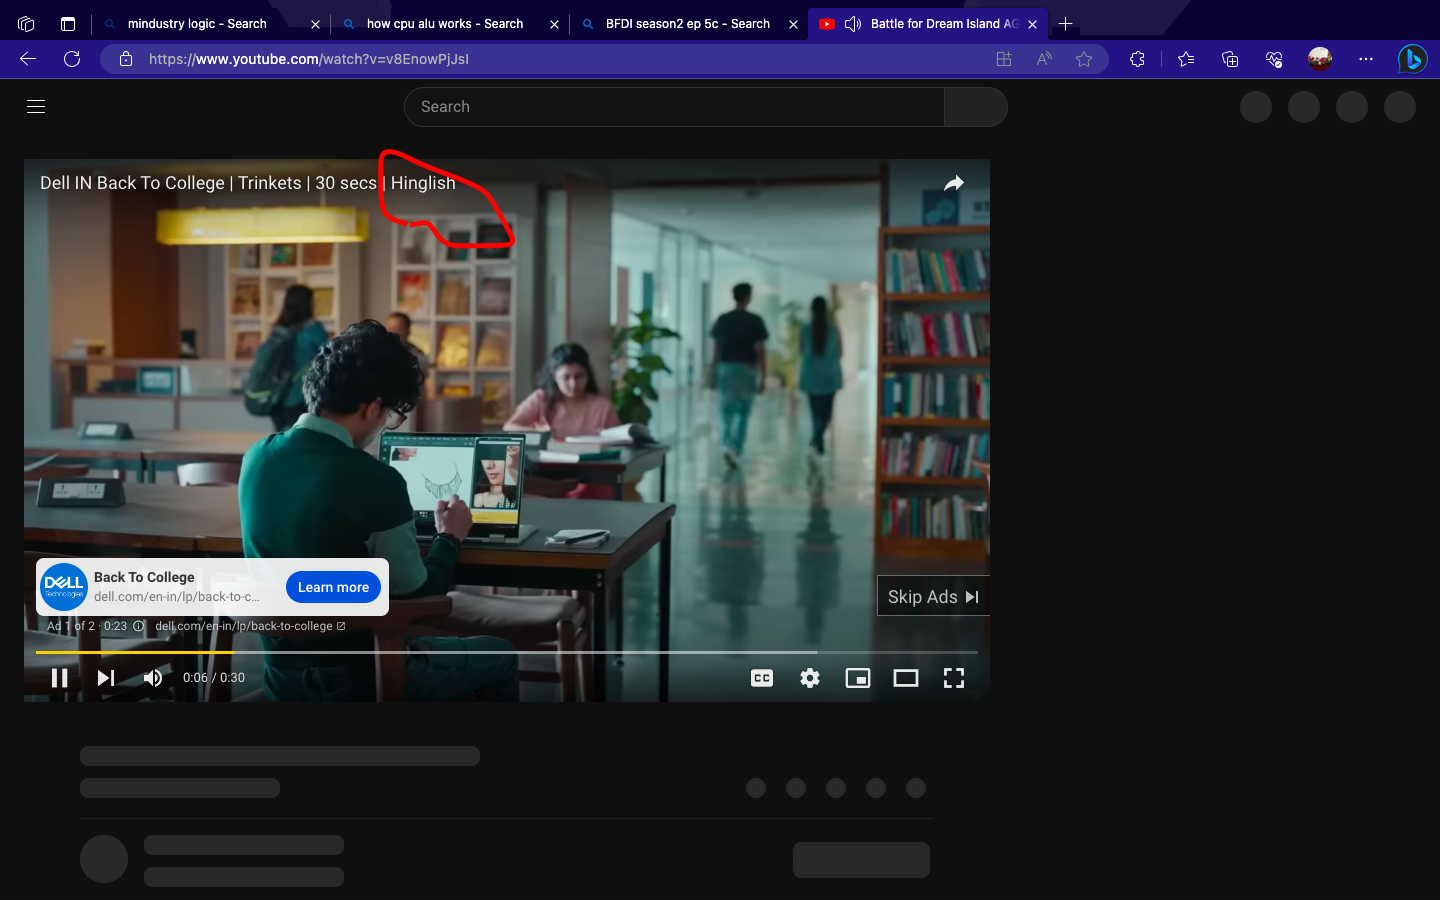 mindustry logic - Search
how cpu alu works - Search
BFDI season2 ep 5c - Search
Battle for Dream Island AG
https://www.youtube.com/watch?v=v8EnowPjJsI
Search
Dell IN Back To College | Trinkets | 30 secs | Hinglish
DELL
Technologies
Back To College
dell.com/en-in/lp/back-to-c...
Learn more
Skip Ads
Ad 1 of 2 · 0:23
dell.com/en-in/lp/back-to-college
0:06 / 0:30
CC